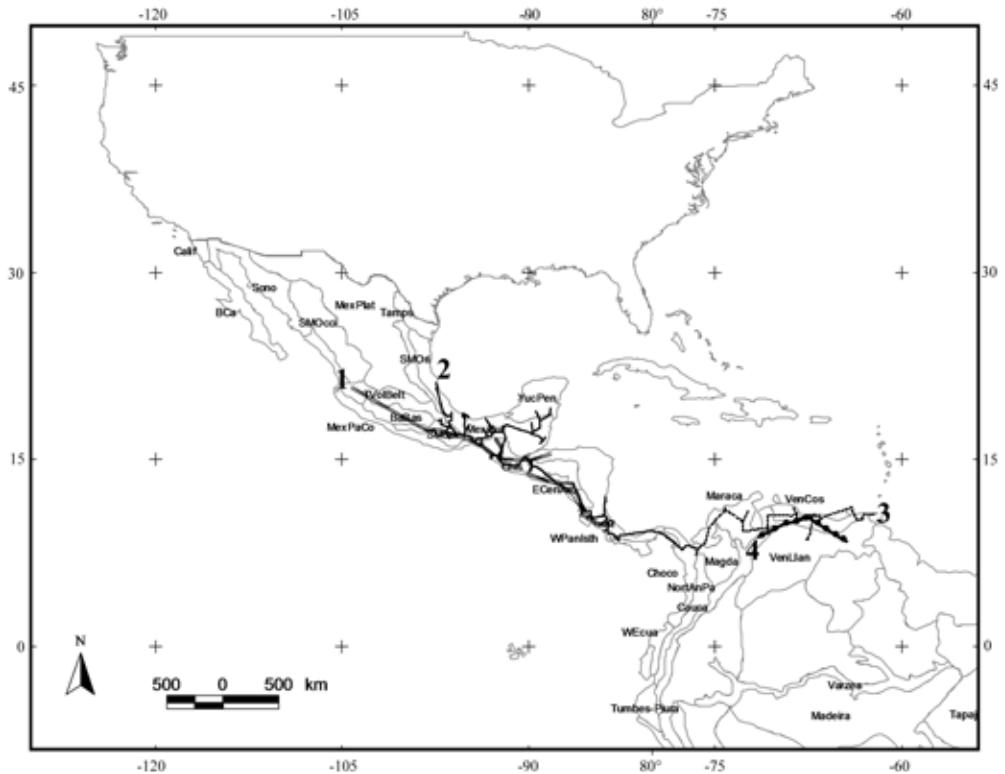 -120 -105 -90 80° -75 -60
45 45
30 30
Calif
Sono
MexPlat
BCa
Tamps
SMOcci
SMOri
1 2
TVolBelt
YucPen
Balsas
MexPaCo
15 15
ECenAm
Maraca VenCos
3
WPanIsth
4
VenLlan
Magda
Choco
NortAnPa
Cauca
WEcua
N
0 0
500 0 500 km
Varzea
Tumbes-Piura
Madeira
Tapaj
-120 -105 -90 80° -75 -60